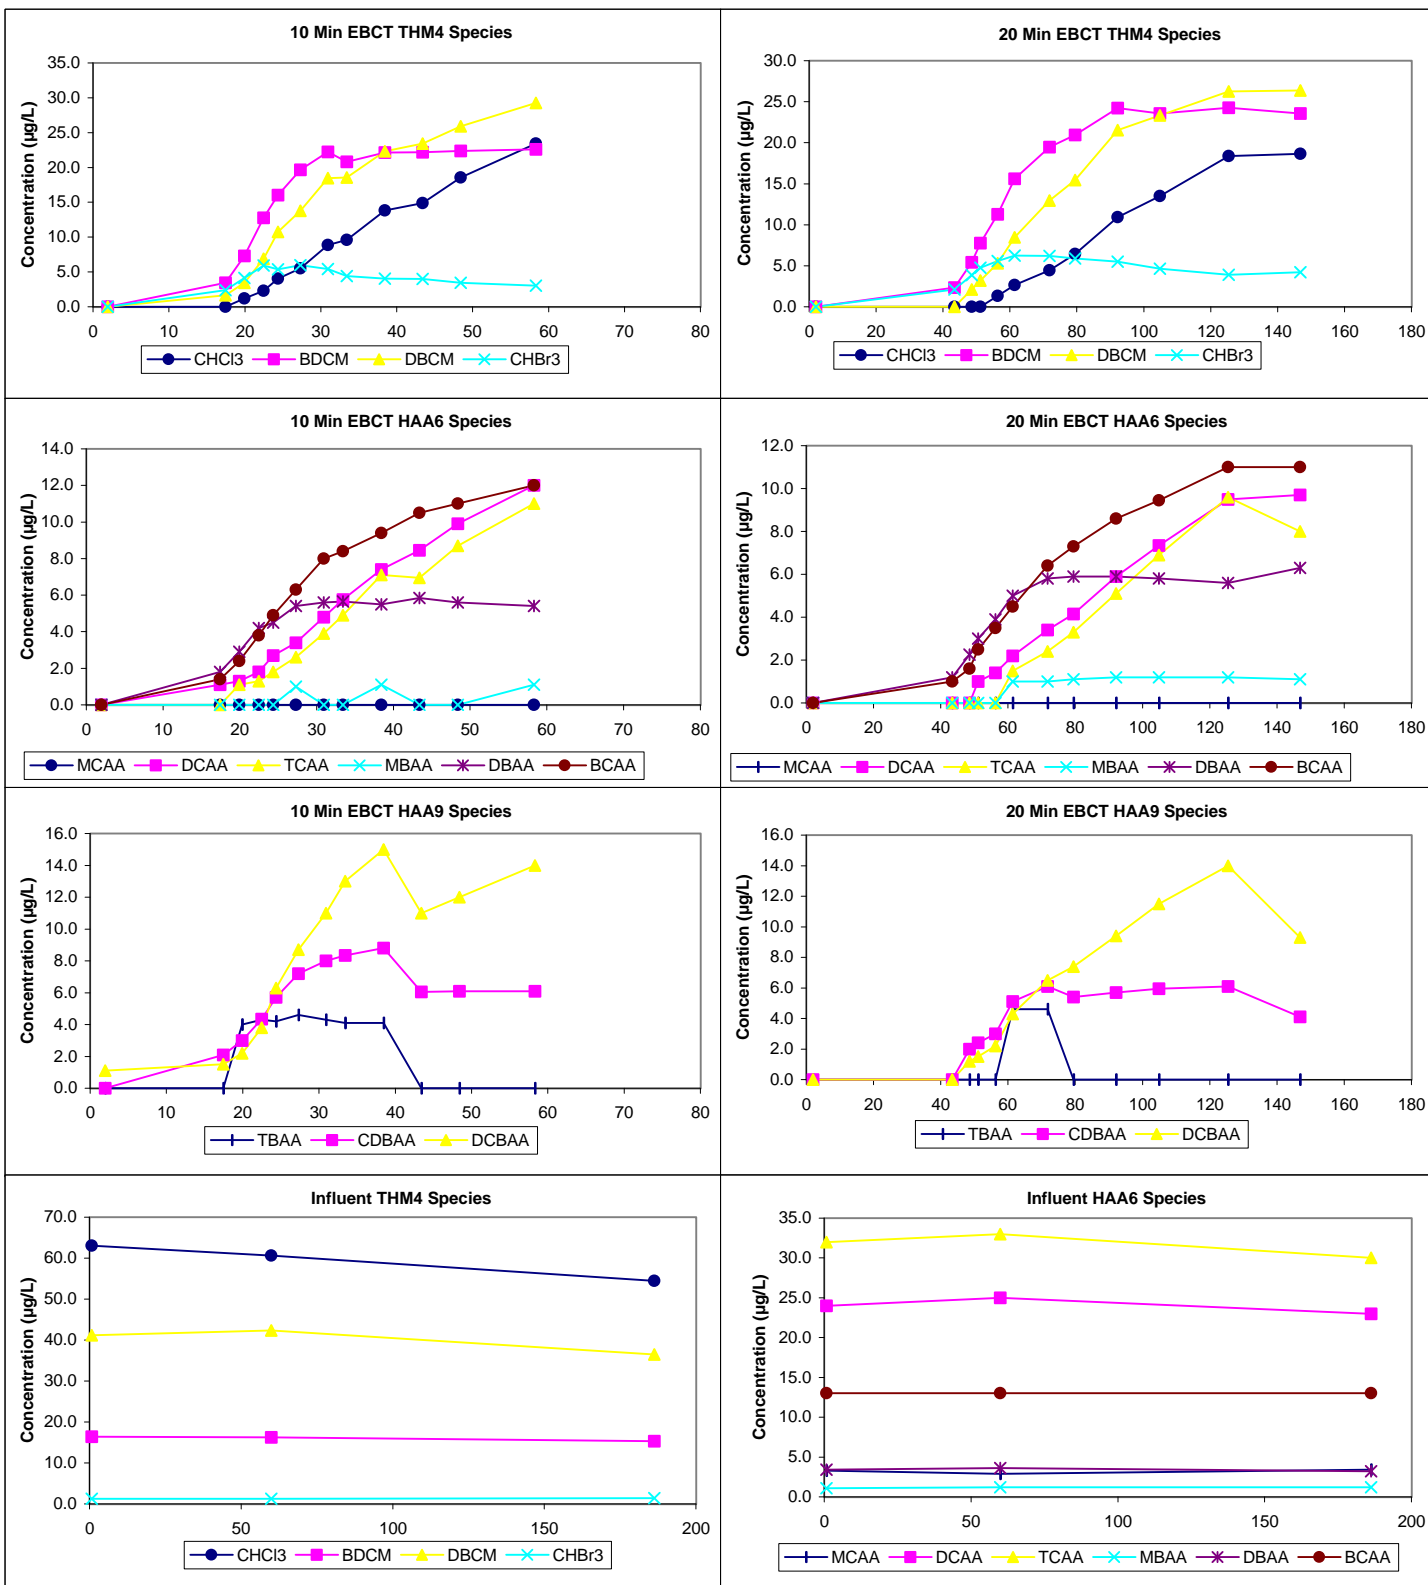 10 Min EBCT THM4 Species
Concentration (µg/L)
35.0
30.0
25.0
20.0
15.0
10.0
5.0
0.0
0 10 20 30 40 50 60 70 80
CHCl3 BDCM DBCM CHBr3
20 Min EBCT THM4 Species
Concentration (µg/L)
30.0
25.0
20.0
15.0
10.0
5.0
0.0
0 20 40 60 80 100 120 140 160 180
CHCl3 BDCM DBCM CHBr3
10 Min EBCT HAA6 Species
Concentration (µg/L)
14.0
12.0
10.0
8.0
6.0
4.0
2.0
0.0
0 10 20 30 40 50 60 70 80
MCAA DCAA TCAA MBAA DBAA BCAA
20 Min EBCT HAA6 Species
Concentration (µg/L)
12.0
10.0
8.0
6.0
4.0
2.0
0.0
0 20 40 60 80 100 120 140 160 180
MCAA DCAA TCAA MBAA DBAA BCAA
10 Min EBCT HAA9 Species
Concentration (µg/L)
16.0
14.0
12.0
10.0
8.0
6.0
4.0
2.0
0.0
0 10 20 30 40 50 60 70 80
TBAA CDBAA DCBAA
20 Min EBCT HAA9 Species
Concentration (µg/L)
16.0
14.0
12.0
10.0
8.0
6.0
4.0
2.0
0.0
0 20 40 60 80 100 120 140 160 180
TBAA CDBAA DCBAA
Influent THM4 Species
Concentration (µg/L)
70.0
60.0
50.0
40.0
30.0
20.0
10.0
0.0
0 50 100 150 200
CHCl3 BDCM DBCM CHBr3
Influent HAA6 Species
Concentration (µg/L)
35.0
30.0
25.0
20.0
15.0
10.0
5.0
0.0
0 50 100 150 200
MCAA DCAA TCAA MBAA DBAA BCAA